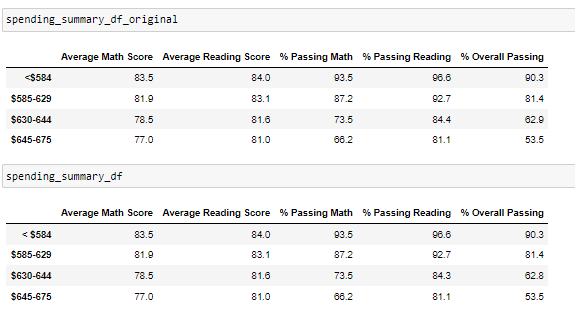 spending_summary_df_original
Average Math Score Average Reading Score % Passing Math % Passing Reading % Overall Passing
<$584 83.5 84.0 93.5 96.6 90.3
$585-629 81.9 83.1 87.2 92.7 81.4
$630-644 78.5 81.6 73.5 84.4 62.9
$645-675 77.0 81.0 66.2 81.1 53.5
spending_summary_df
Average Math Score Average Reading Score % Passing Math % Passing Reading % Overall Passing
< $584 83.5 84.0 93.5 96.6 90.3
$585-629 81.9 83.1 87.2 92.7 81.4
$630-644 78.5 81.6 73.5 84.3 62.8
$645-675 77.0 81.0 66.2 81.1 53.5